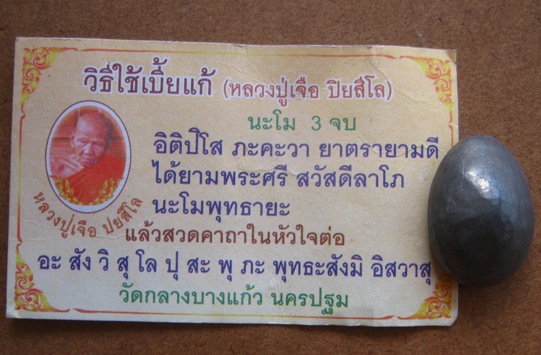 วิธีใช้เบี้ยแก้ (หลวงปู่เจือ ปิยสีโล)
นะโม 3 จบ
อิติปิโส ภะคะวา ยาตรายามดี
ได้ยามพระศรี สวัสดีลาโภ
นะโมพุทธายะ
หลวงปู่เจือ ปิยสีโล
แล้วสวดคาถาในหัวใจต่อ
อะ สัง วิ สุ โล ปุ สะ พุ ภะ พุทธะสังมิ อิสวาสุ
วัดกลางบางแก้ว นครปฐม